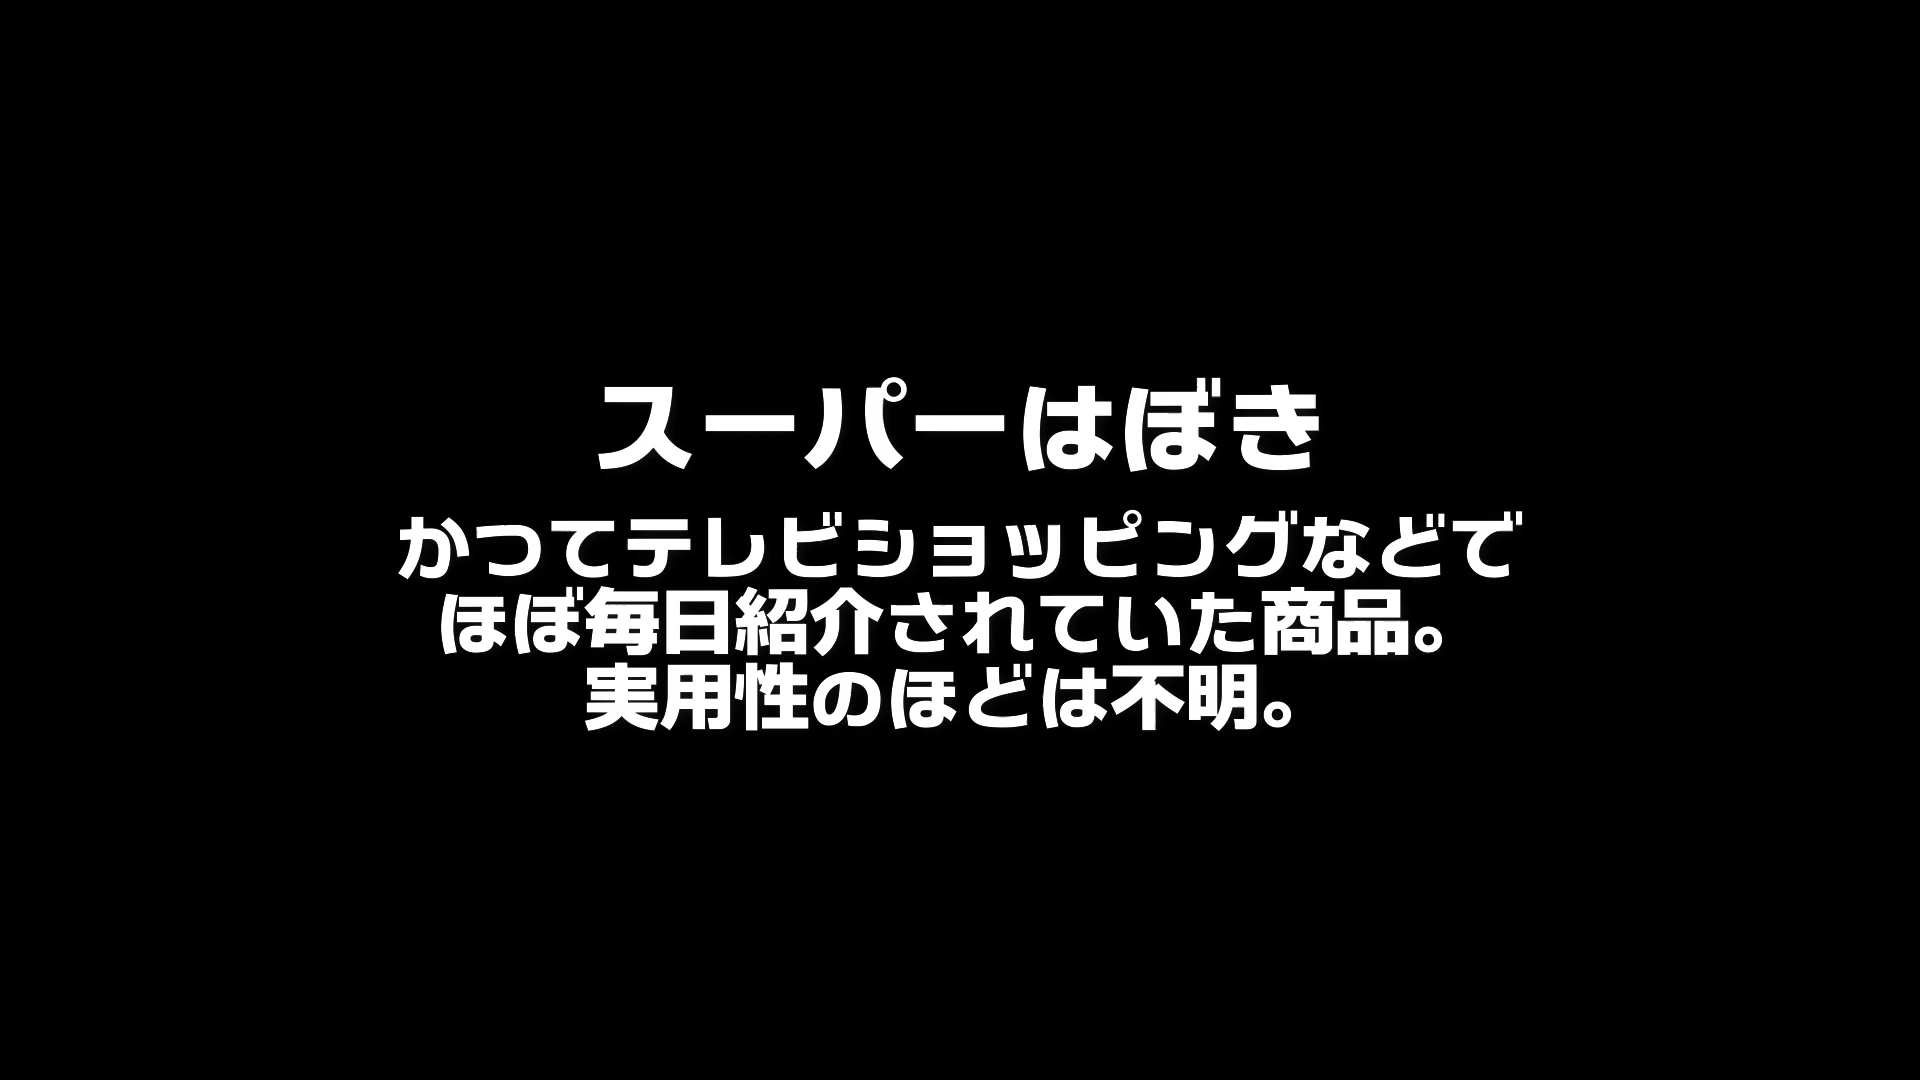 スーパーはぼき
かつてテレビショッピングなどで
ほぼ毎日紹介されていた商品。
実用性のほどは不明。